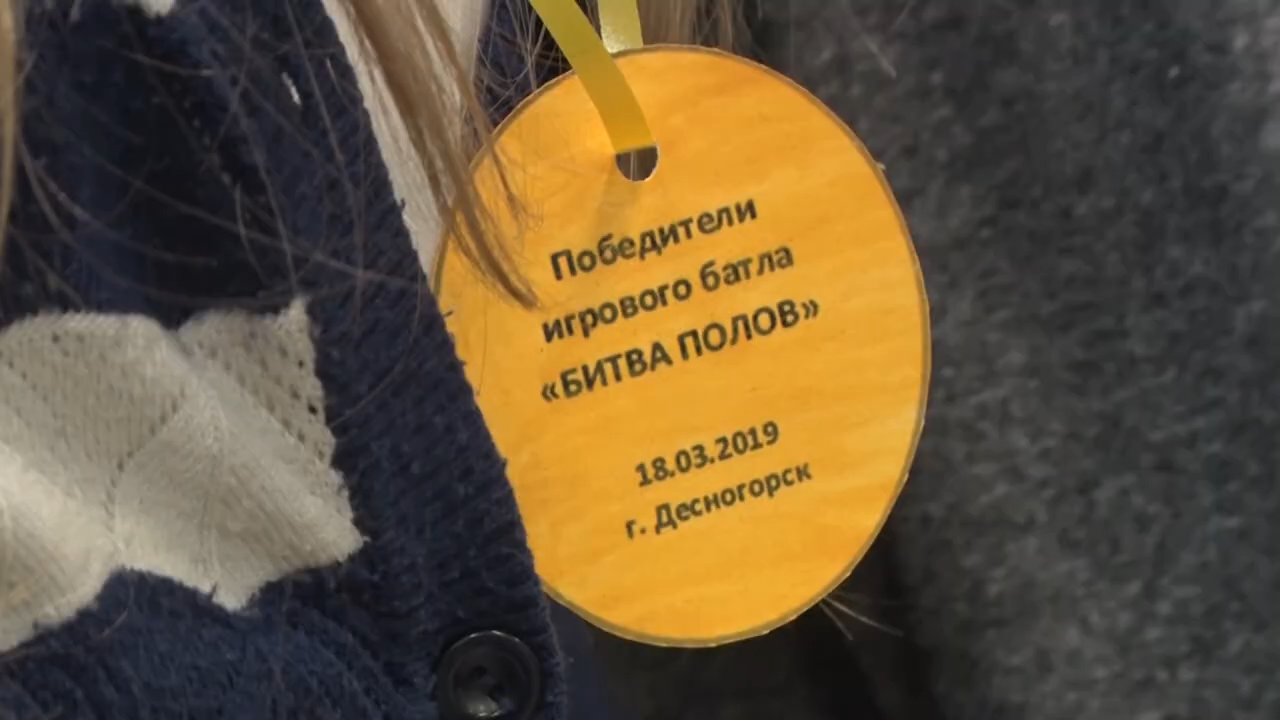 Победители
игрового батла
«БИТВА ПОЛОВ»
18.03.2019
г. Десногорск